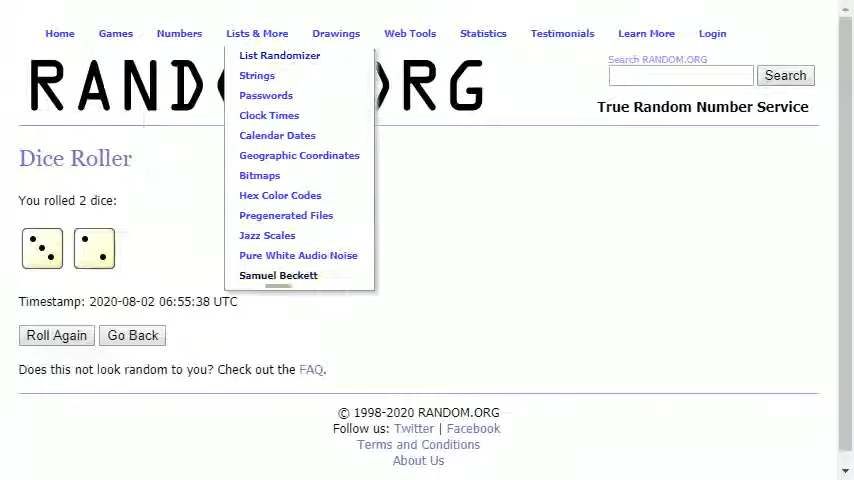 Home Games Numbers Lists & More Drawings Web Tools Statistics Testimonials Learn More Login
List Randomizer
Strings
Passwords
Clock Times
Calendar Dates
Geographic Coordinates
Bitmaps
Hex Color Codes
Pregenerated Files
Jazz Scales
Pure White Audio Noise
Samuel Beckett
Search RANDOM.ORG
Search
True Random Number Service
Dice Roller
You rolled 2 dice:
Timestamp: 2020-08-02 06:55:38 UTC
Roll Again Go Back
Does this not look random to you? Check out the FAQ.
© 1998-2020 RANDOM.ORG
Follow us: Twitter | Facebook
Terms and Conditions
About Us